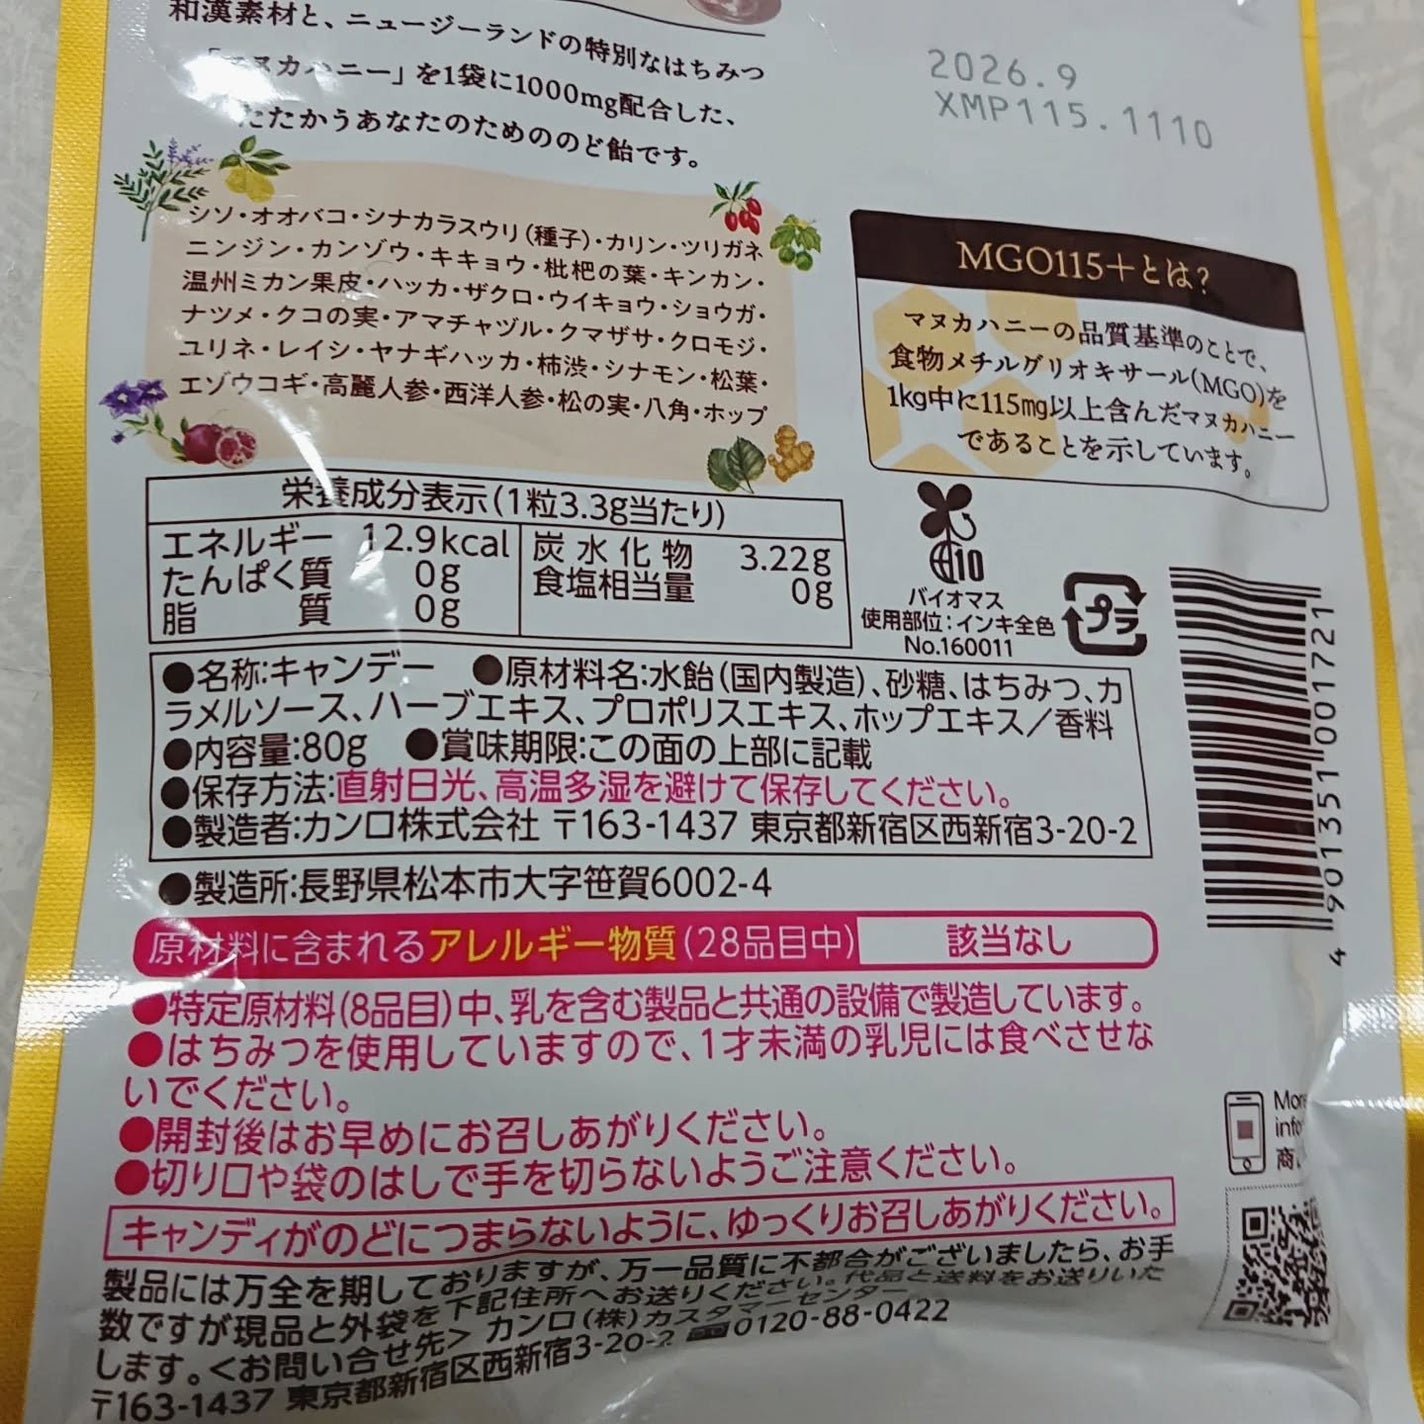 和漢素材と、ニュージーランドの特別なはちみつ
「マヌカハニー」を1袋に1000mg配合した、
たたかうあなたのためののど飴です。
2026.9
XMP115.1110
シソ・オオバコ・シナカラスウリ(種子)・カリン・ツリガネ
ニンジン・カンゾウ・キキョウ・枇杷の葉・キンカン・
温州ミカン果皮・ハッカ・ザクロ・ウイキョウ・ショウガ・
ナツメ・クコの実・アマチャヅル・クマザサ・クロモジ・
ユリネ・レイシ・ヤナギハッカ・柿渋・シナモン・松葉・
エゾウコギ・高麗人参・西洋人参・松の実・八角・ホップ
MGO115+とは?
マヌカハニーの品質基準のことで、
食物メチルグリオキサール(MGO)を
1kg中に115mg以上含んだマヌカハニー
であることを示しています。
栄養成分表示(1粒3.3g当たり)
エネルギー 12.9kcal 炭水化物 3.22g
たんぱく質 0g 食塩相当量 0g
脂質 0g
バイオマス
使用部位:インキ全色
No.160011
プラ
●名称:キャンデー ●原材料名:水飴(国内製造)、砂糖、はちみつ、カ
ラメルソース、ハーブエキス、プロポリスエキス、ホップエキス/香料
●内容量:80g ●賞味期限:この面の上部に記載
●保存方法:直射日光、高温多湿を避けて保存してください。
●製造者:カンロ株式会社 〒163-1437 東京都新宿区西新宿3-20-2
●製造所:長野県松本市大字笹賀6002-4
原材料に含まれるアレルギー物質(28品目中) 該当なし
●特定原材料(8品目)中、乳を含む製品と共通の設備で製造しています。
●はちみつを使用していますので、1才未満の乳児には食べさせな
いでください。
●開封後はお早めにお召しあがりください。
●切り口や袋のはしで手を切らないようご注意ください。
キャンディがのどにつまらないように、ゆっくりお召しあがりください。
製品には万全を期しておりますが、万一品質に不都合がございましたら、お手
数ですが現品と外袋を下記住所へお送りください。代品と送料をお送りいた
します。<お問い合せ先> カンロ(株)カスタマーセンター
〒163-1437 東京都新宿区西新宿3-20-2 0120-88-0422
4 901351 001721
More
info
商